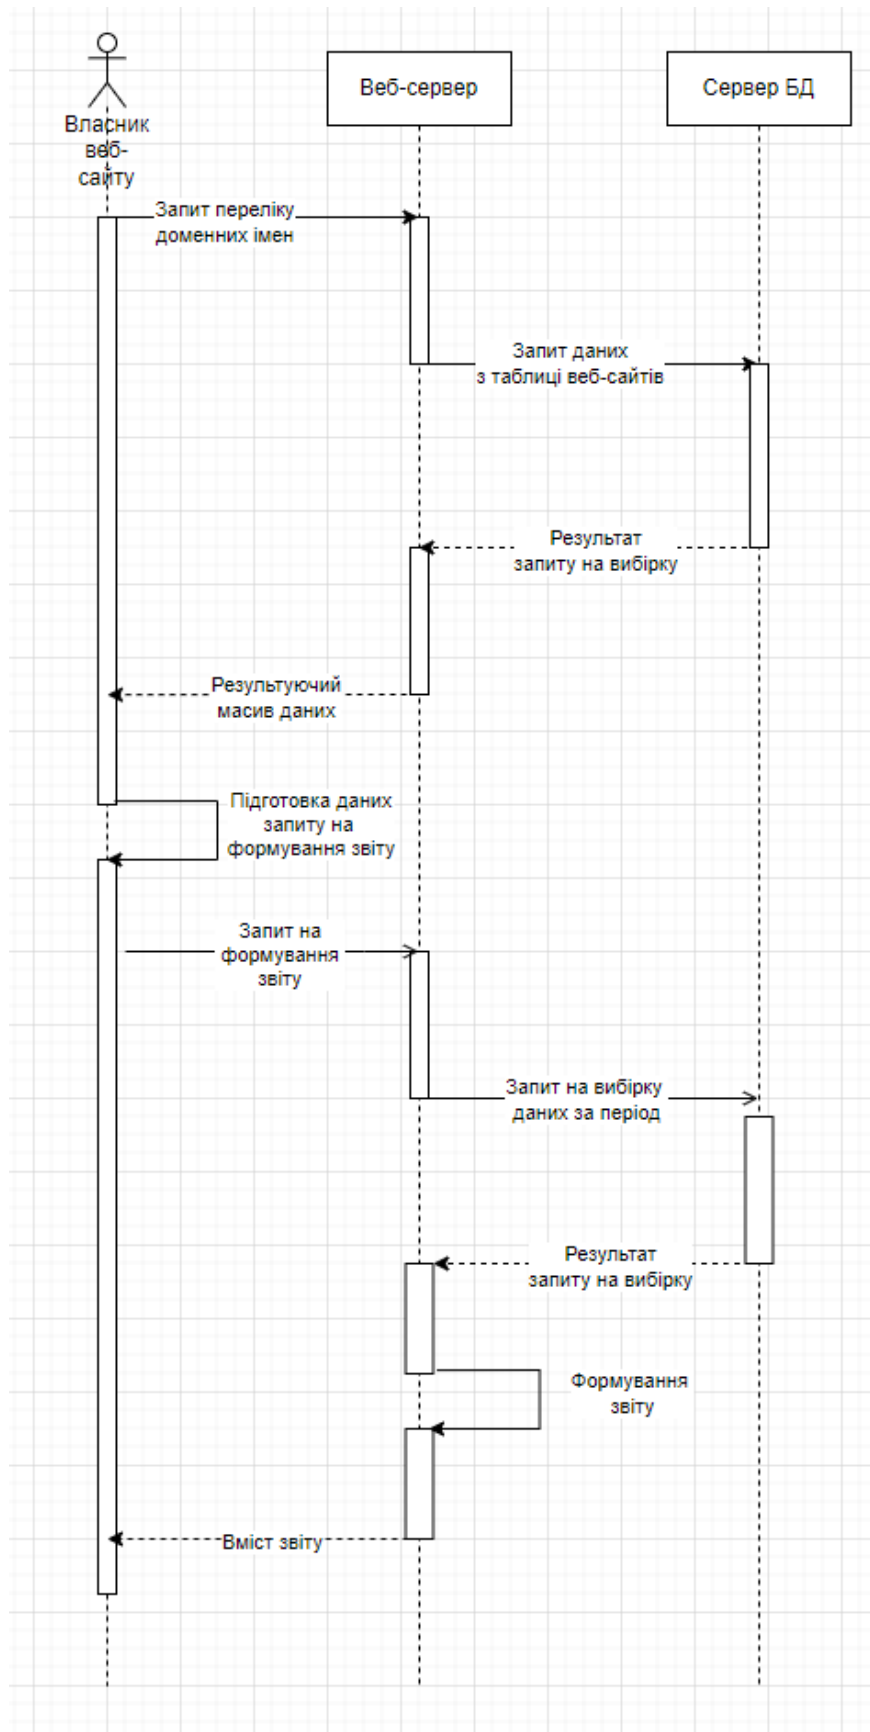 Власник
веб-
сайту
Веб-сервер
Сервер БД
Запит переліку
доменних імен
Запит даних
з таблиці веб-сайтів
Результат
запиту на вибірку
Результуючий
масив даних
Підготовка даних
запиту на
формування звіту
Запит на
формування
звіту
Запит на вибірку
даних за період
Результат
запиту на вибірку
Формування
звіту
Вміст звіту